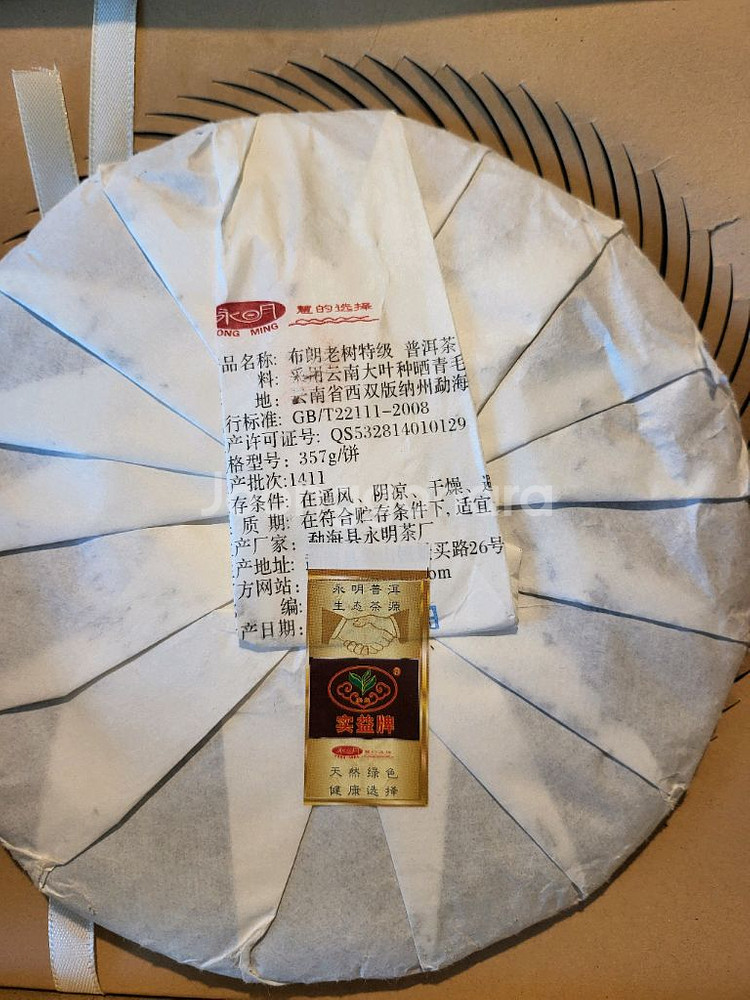 永明
YONG MING
慧的选择
品名称: 布朗老树特级 普洱茶
料: 采用云南大叶种晒青毛
地: 云南省西双版纳州勐海
行标准: GB/T22111-2008
产许可证号: QS532814010129
格型号: 357g/饼
产批次:1411
存条件: 在通风、阴凉、干燥、
质 期: 在符合贮存条件下, 适宜
产厂家: 勐海县永明茶厂
产地址: 买路26号
方网站: om
编:
产日期:
永明普洱
生态茶源
实益牌
永明
天然绿色
健康选择